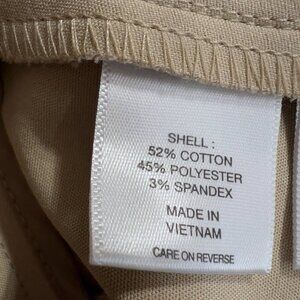 SHELL :
52% COTTON
45% POLYESTER
3% SPANDEX
MADE IN
VIETNAM
CARE ON REVERSE